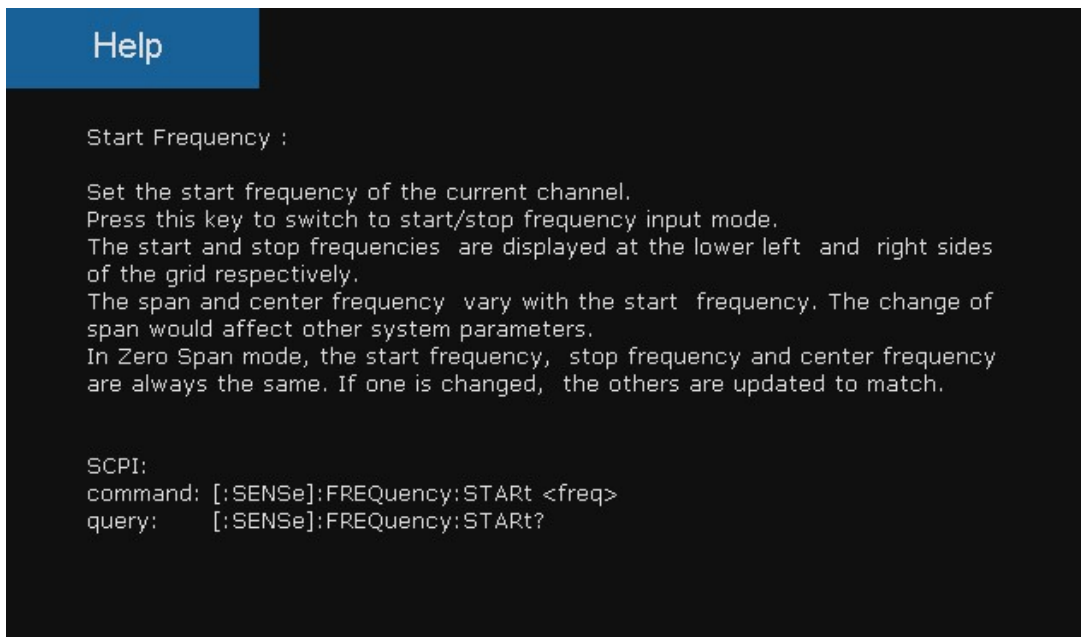 Help
Start Frequency :
Set the start frequency of the current channel.
Press this key to switch to start/stop frequency input mode.
The start and stop frequencies are displayed at the lower left and right sides
of the grid respectively.
The span and center frequency vary with the start frequency. The change of
span would affect other system parameters.
In Zero Span mode, the start frequency, stop frequency and center frequency
are always the same. If one is changed, the others are updated to match.
SCPI:
command: [:SENSe]:FREQuency:STARt <freq>
query: [:SENSe]:FREQuency:STARt?